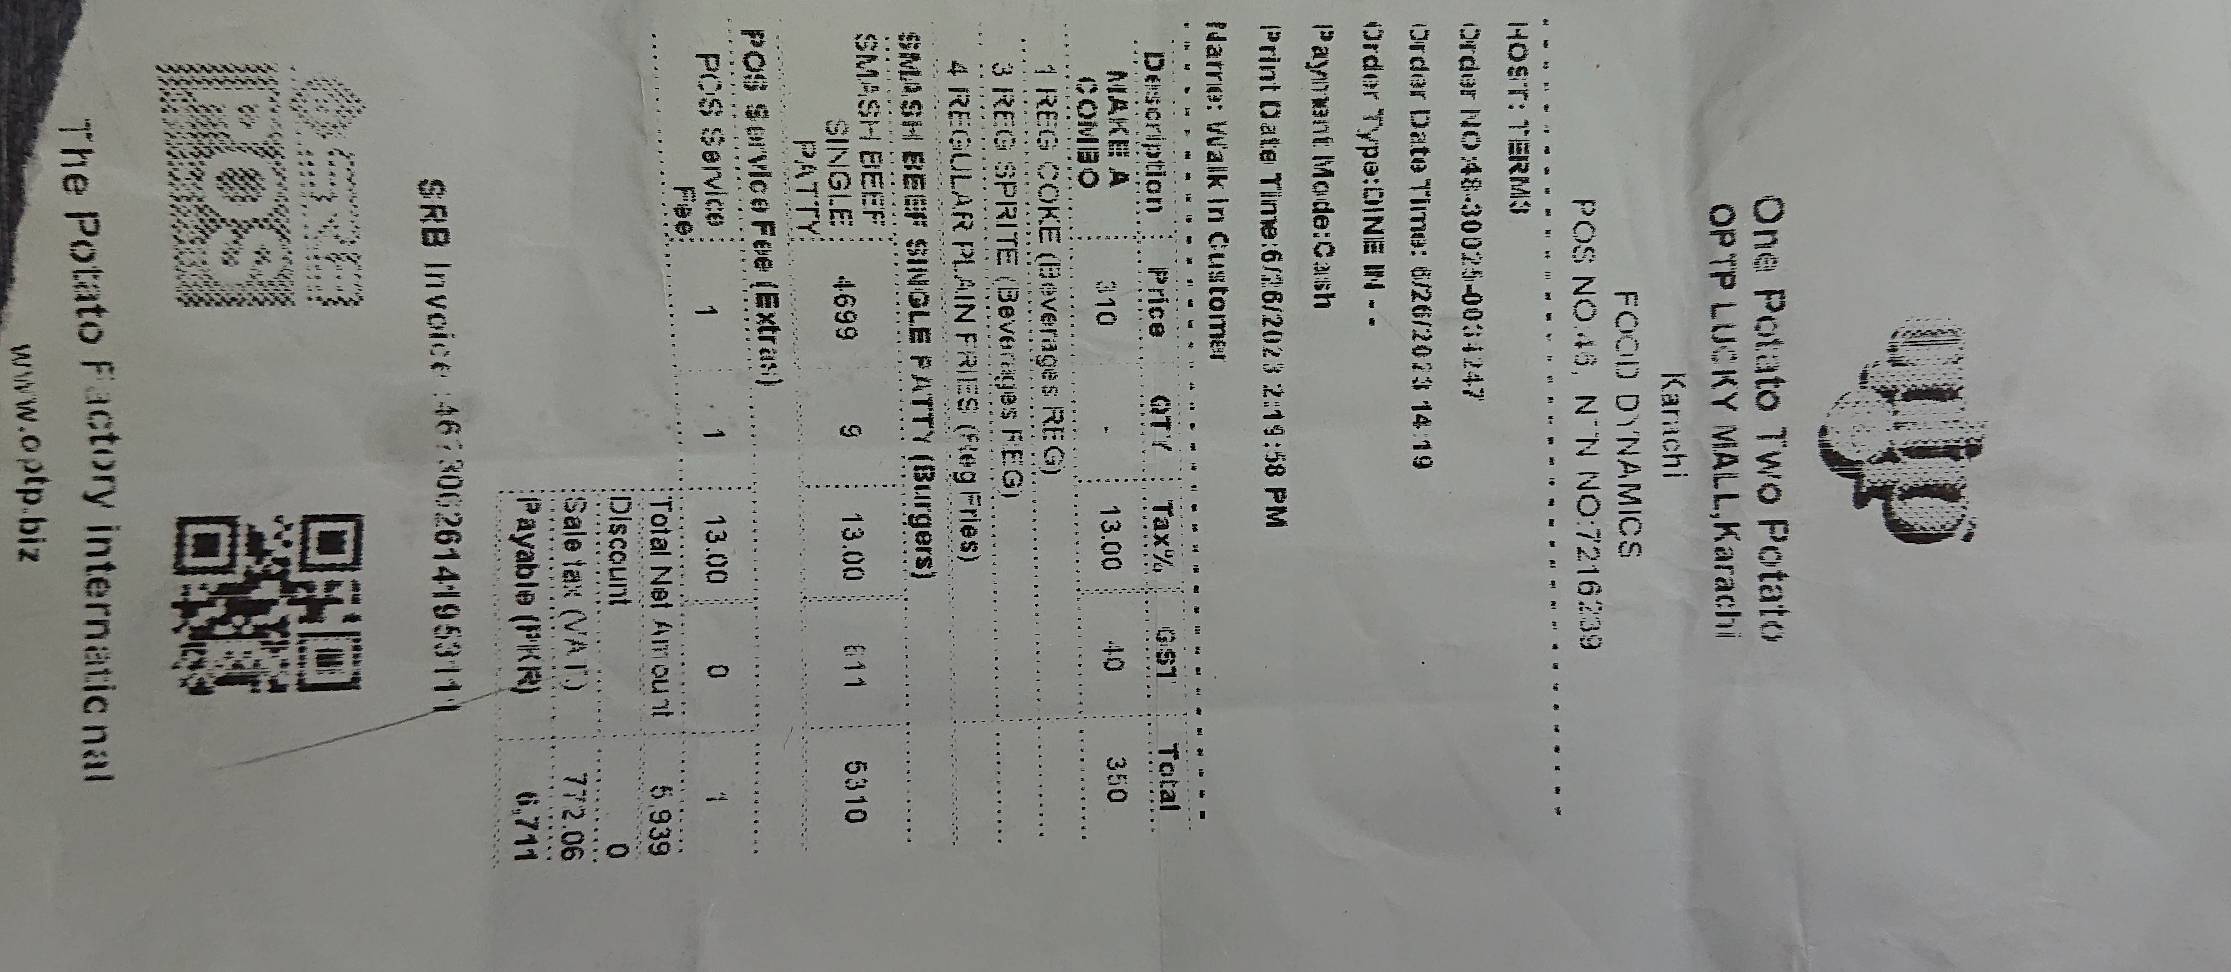 optp
One Potato Two Potato
OPTP LUCKY MALL,Karachi
Karachi
FOOD DYNAMICS
POS NO:48, NTN NO:7216239
HOST: TERM3
Order NO:48-30025-0034247
Order Date Time: 6/26/2023 14:19
Order Type:DINE IN - -
Payment Mode:Cash
Print Date Time:6/26/2023 2:19:58 PM
Name: Walk In Customer
Description Price QTY Tax% GST Total
MAKE A COMBO 310 - 13.00 40 350
1 REG COKE (Beverages REG)
3 REG SPRITE (Beverages REG)
4 REGULAR PLAIN FRIES (Reg Fries)
SMASH BEEF SINGLE PATTY (Burgers)
SMASH BEEF SINGLE PATTY 4699 9 13.00 611 5310
POS Service Fee (Extras)
POS Service Fee 1 1 13.00 0 1
Total Net Amount 5,939
Discount 0
Sale tax (VAT) 772.06
Payable (PKR) 6,711
SRB Invoice :
POS
The Potato Factory international
www.optp.biz